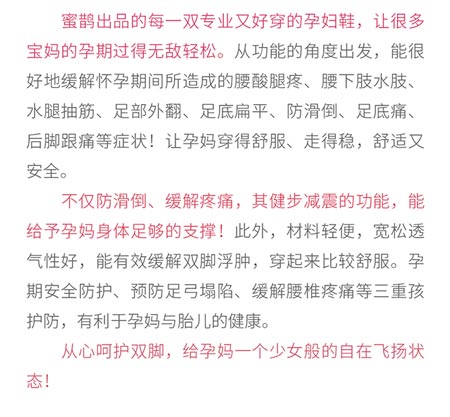 蜜鹊出品的每一双专业又好穿的孕妇鞋，让很多
宝妈的孕期过得无敌轻松。从功能的角度出发，能很
好地缓解怀孕期间所造成的腰酸腿疼、腰下肢水肢、
水腿抽筋、足部外翻、足底扁平、防滑倒、足底痛、
后脚跟痛等症状！让孕妈穿得舒服、走得稳，舒适又
安全。
不仅防滑倒、缓解疼痛，其健步减震的功能，能
给予孕妈身体足够的支撑！此外，材料轻便，宽松透
气性好，能有效缓解双脚浮肿，穿起来比较舒服。孕
期安全防护、预防足弓塌陷、缓解腰椎疼痛等三重孕
护防，有利于孕妈与胎儿的健康。
从心呵护双脚，给孕妈一个少女般的自在飞扬状
态！